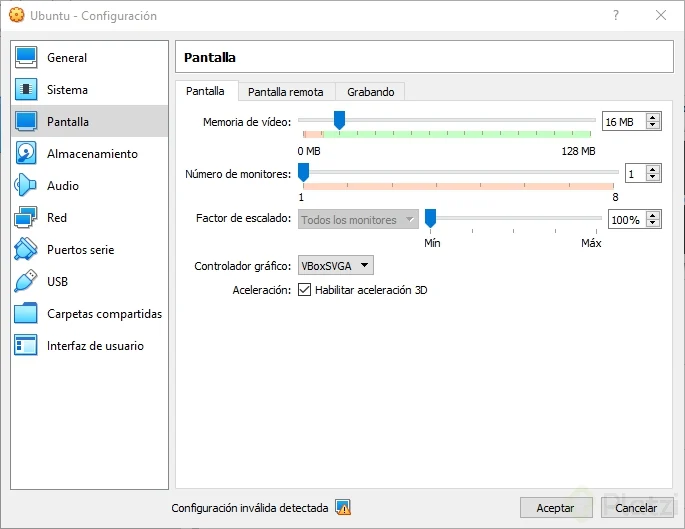 Ubuntu - Configuración
General
Sistema
Pantalla
Almacenamiento
Audio
Red
Puertos serie
USB
Carpetas compartidas
Interfaz de usuario
Pantalla
Pantalla Pantalla remota Grabando
Memoria de vídeo: 16 MB
0 MB 128 MB
Número de monitores: 1
1 8
Factor de escalado: Todos los monitores 100%
Mín Máx
Controlador gráfico: VBoxSVGA
Aceleración: Habilitar aceleración 3D
Configuración inválida detectada Aceptar Cancelar
Platzi